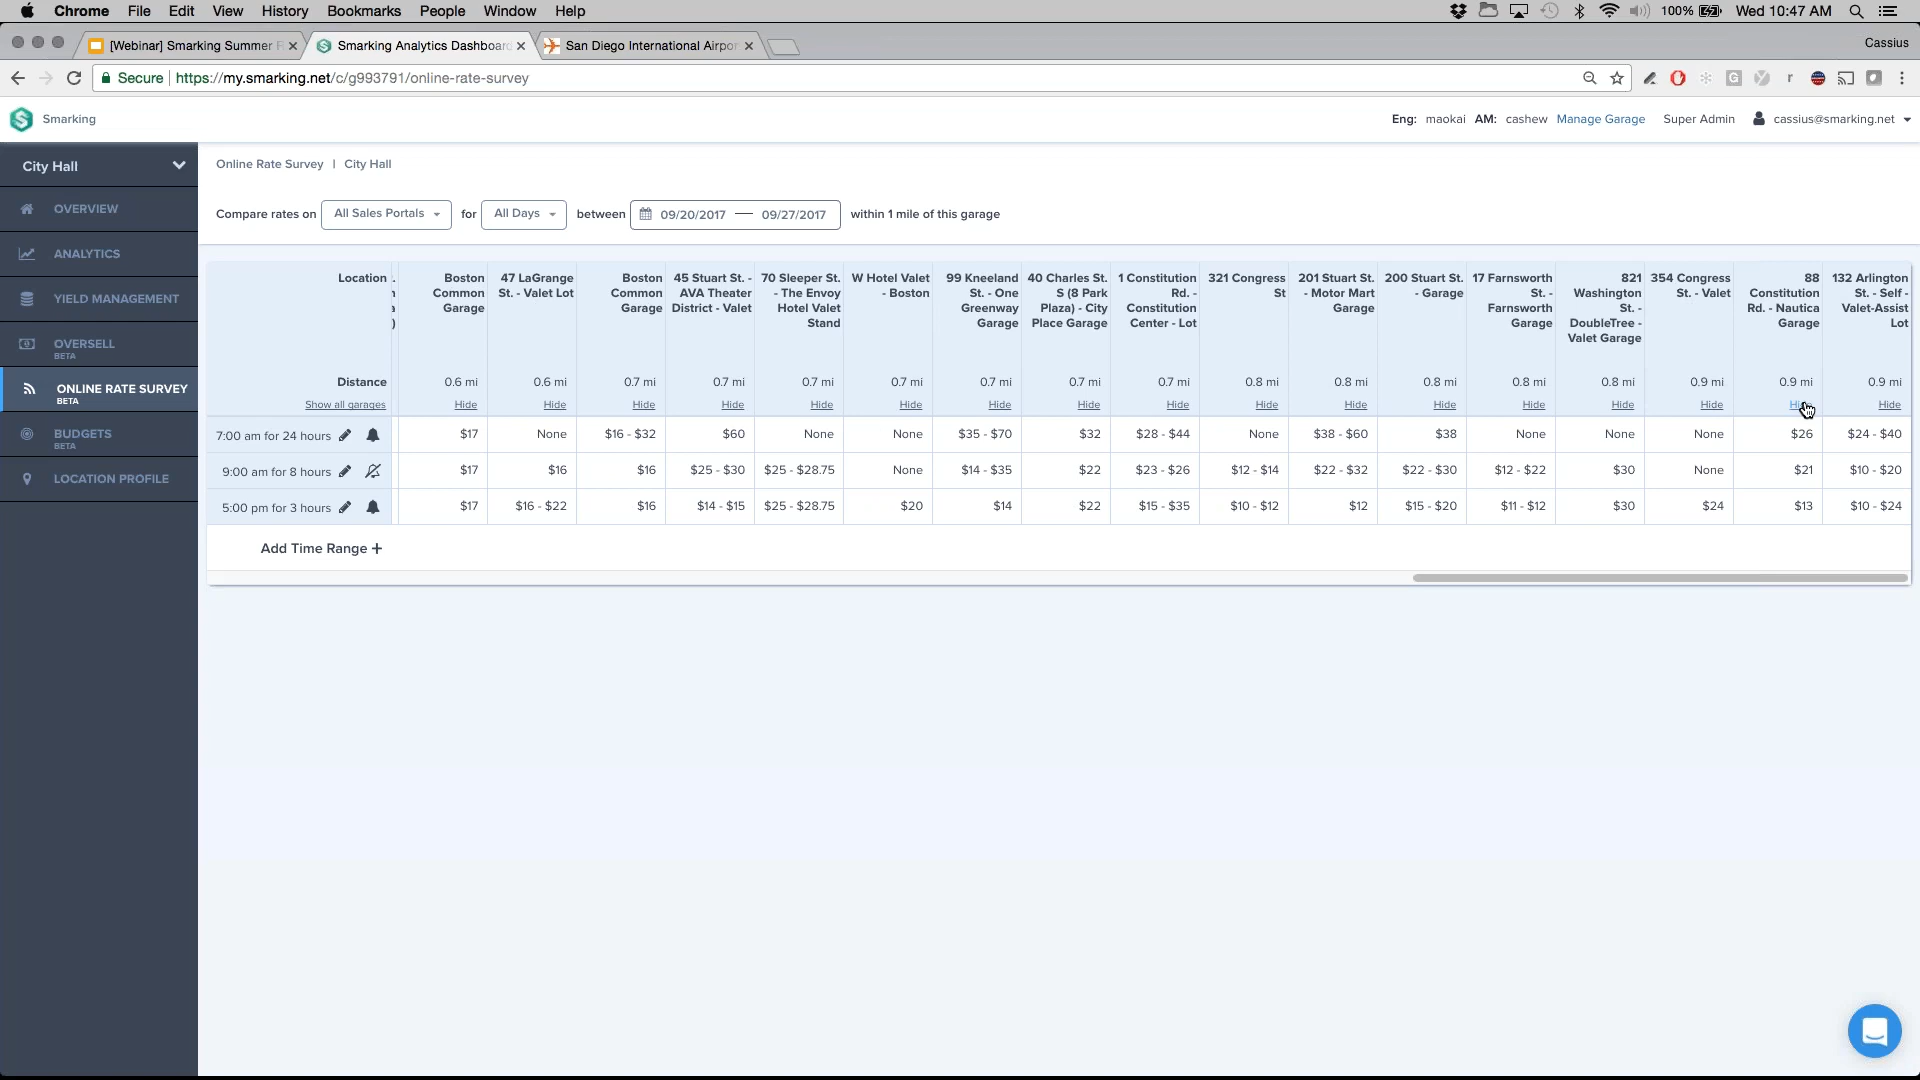 Chrome File Edit View History Bookmarks People Window Help 100% Wed 10:47 AM
[Webinar] Smarking Summer R Smarking Analytics Dashboard San Diego International Airpor Cassius
Secure https://my.smarking.net/c/g993791/online-rate-survey
Smarking Eng: maokai AM: cashew Manage Garage Super Admin cassius@smarking.net
City Hall
OVERVIEW
ANALYTICS
YIELD MANAGEMENT
OVERSELL
BETA
ONLINE RATE SURVEY
BETA
BUDGETS
BETA
LOCATION PROFILE
Online Rate Survey | City Hall
Compare rates on All Sales Portals for All Days between 09/20/2017 — 09/27/2017 within 1 mile of this garage
Location Boston 47 LaGrange Boston 45 Stuart St. - 70 Sleeper St. W Hotel Valet 99 Kneeland 40 Charles St. 1 Constitution 321 Congress 201 Stuart St. 200 Stuart St. 17 Farnsworth 821 354 Congress 88 132 Arlington
Common St. - Valet Lot Common AVA Theater - The Envoy - Boston St. - One S (8 Park Rd. - St - Motor Mart - Garage St. - Washington St. - Valet Constitution St. - Self -
Garage Garage District - Valet Hotel Valet Greenway Plaza) - City Constitution Garage Farnsworth St. - Rd. - Nautica Valet-Assist
) Stand Garage Place Garage Center - Lot Garage DoubleTree - Garage Lot
Valet Garage
Distance 0.6 mi 0.6 mi 0.7 mi 0.7 mi 0.7 mi 0.7 mi 0.7 mi 0.7 mi 0.7 mi 0.8 mi 0.8 mi 0.8 mi 0.8 mi 0.8 mi 0.9 mi 0.9 mi 0.9 mi
Show all garages Hide Hide Hide Hide Hide Hide Hide Hide Hide Hide Hide Hide Hide Hide Hide Hide
7:00 am for 24 hours $17 None $16 - $32 $60 None None $35 - $70 $32 $28 - $44 None $38 - $60 $38 None None None $26 $24 - $40
9:00 am for 8 hours $17 $16 $16 $25 - $30 $25 - $28.75 None $14 - $35 $22 $23 - $26 $12 - $14 $22 - $32 $22 - $30 $12 - $22 $30 None $21 $10 - $20
5:00 pm for 3 hours $17 $16 - $22 $16 $14 - $15 $25 - $28.75 $20 $14 $22 $15 - $35 $10 - $12 $12 $15 - $20 $11 - $12 $30 $24 $13 $10 - $24
Add Time Range +